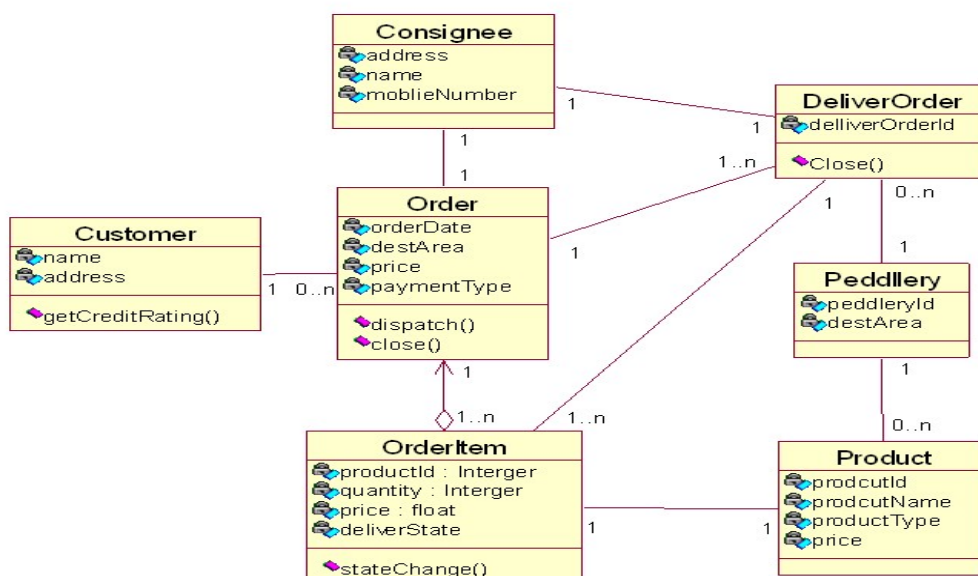 Consignee
address
name
moblieNumber
1
1
1
1
DeliverOrder
delliverOrderId
Close()
1..n
1
1
0..n
1
Order
orderDate
destArea
price
paymentType
dispatch()
close()
Customer
name
address
getCreditRating()
1
0..n
Peddllery
peddlleryId
destArea
1
0..n
1
1..n
1..n
OrderItem
productId : Interger
quantity : Interger
price : float
deliverState
stateChange()
1
1
Product
prodcutId
prodcutName
productType
price